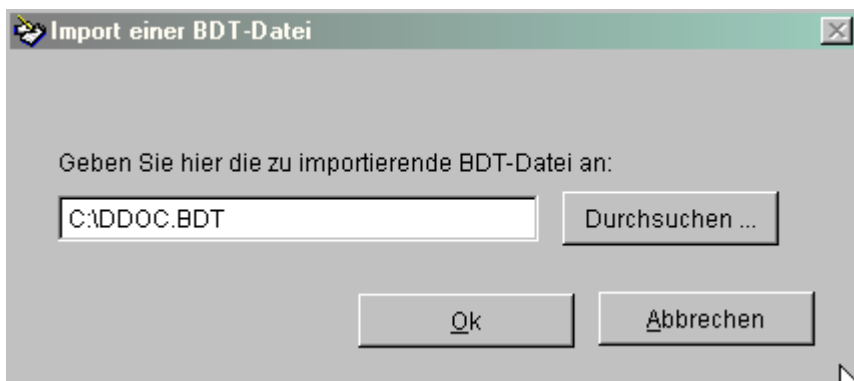 Import einer BDT-Datei
Geben Sie hier die zu importierende BDT-Datei an:
C:\DDOC.BDT
Durchsuchen ...
Ok
Abbrechen